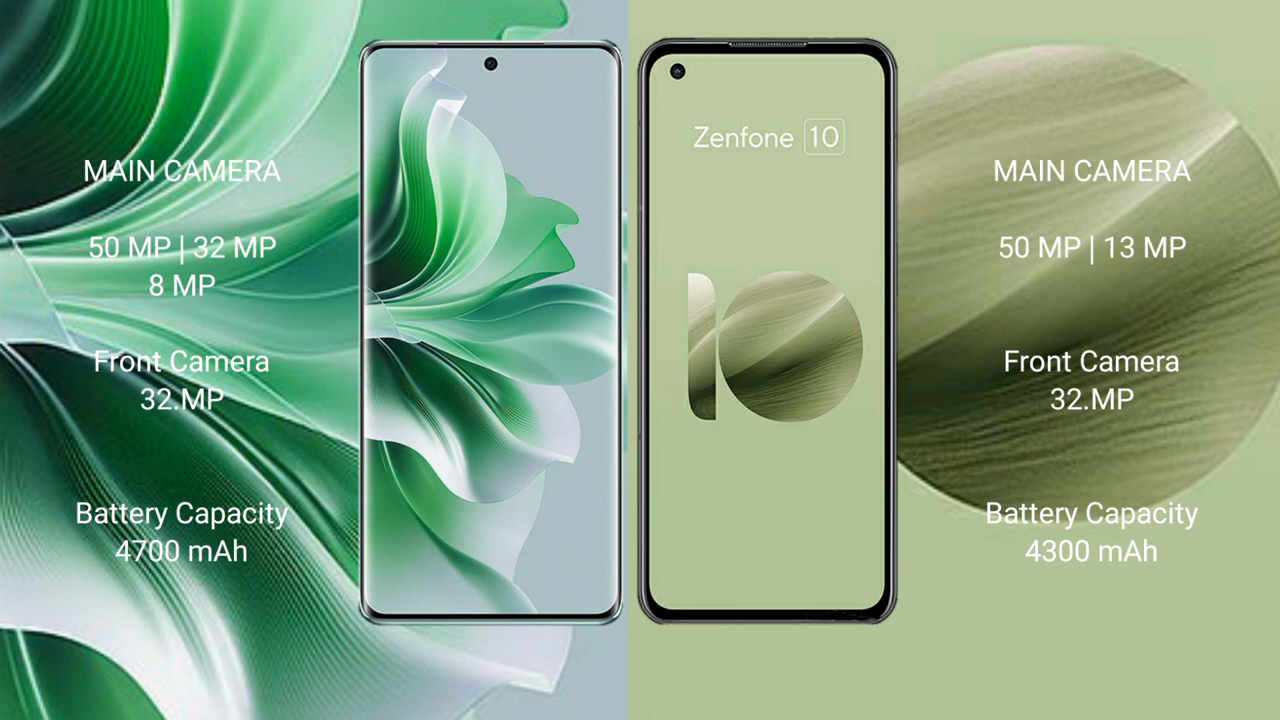 MAIN CAMERA
50 MP | 32 MP
8 MP
Front Camera
32.MP
Battery Capacity
4700 mAh
Zenfone 10
10
MAIN CAMERA
50 MP | 13 MP
Front Camera
32.MP
Battery Capacity
4300 mAh